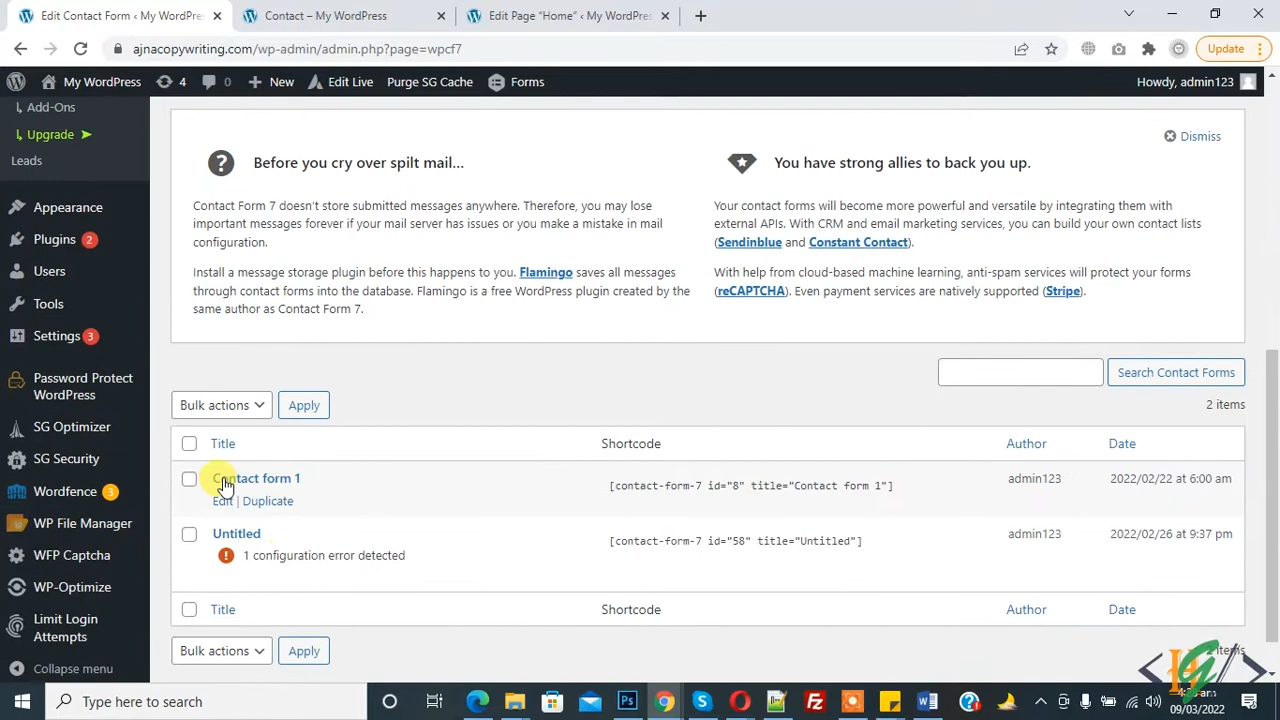 Edit Contact Form ‹ My WordPre
Contact – My WordPress
Edit Page “Home” ‹ My WordPres
ajnacopywriting.com/wp-admin/admin.php?page=wpcf7
Update
My WordPress
4
0
New
Edit Live
Purge SG Cache
Forms
Howdy, admin123
Add-Ons
Upgrade ➤
Leads
Appearance
Plugins 2
Users
Tools
Settings 3
Password Protect
WordPress
SG Optimizer
SG Security
Wordfence 3
WP File Manager
WFP Captcha
WP-Optimize
Limit Login
Attempts
Collapse menu
Dismiss
Before you cry over spilt mail…
Contact Form 7 doesn’t store submitted messages anywhere. Therefore, you may lose
important messages forever if your mail server has issues or you make a mistake in mail
configuration.
Install a message storage plugin before this happens to you. Flamingo saves all messages
through contact forms into the database. Flamingo is a free WordPress plugin created by the
same author as Contact Form 7.
You have strong allies to back you up.
Your contact forms will become more powerful and versatile by integrating them with
external APIs. With CRM and email marketing services, you can build your own contact lists
(Sendinblue and Constant Contact).
With help from cloud-based machine learning, anti-spam services will protect your forms
(reCAPTCHA). Even payment services are natively supported (Stripe).
Search Contact Forms
Bulk actions
Apply
2 items
Title Shortcode Author Date
Contact form 1 [contact-form-7 id="8" title="Contact form 1"] admin123 2022/02/22 at 6:00 am
Edit | Duplicate
Untitled [contact-form-7 id="58" title="Untitled"] admin123 2022/02/26 at 9:37 pm
1 configuration error detected
Title Shortcode Author Date
Bulk actions
Apply
items
Type here to search
09/03/2022